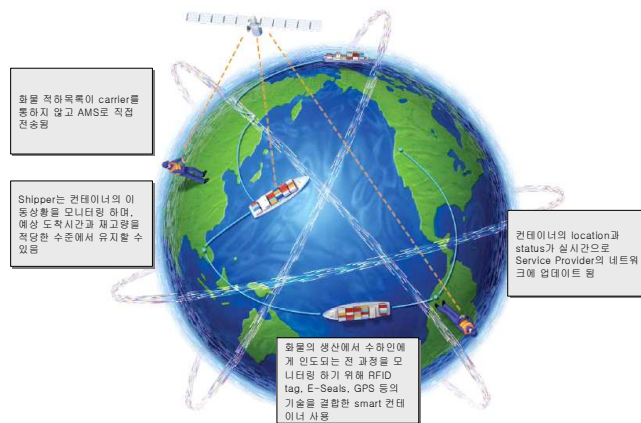 화물 적하목록이 carrier를
통하지 않고 AMS로 직접
전송됨
Shipper는 컨테이너의 이
동상황을 모니터링 하며,
예상 도착시간과 재고량을
적당한 수준에서 유지할 수
있음
컨테이너의 location과
status가 실시간으로
Service Provider의 네트워
크에 업데이트 됨
화물의 생산에서 수하인에
게 인도되는 전 과정을 모
니터링 하기 위해 RFID
tag, E-Seals, GPS 등의
기술을 결합한 smart 컨테
이너 사용